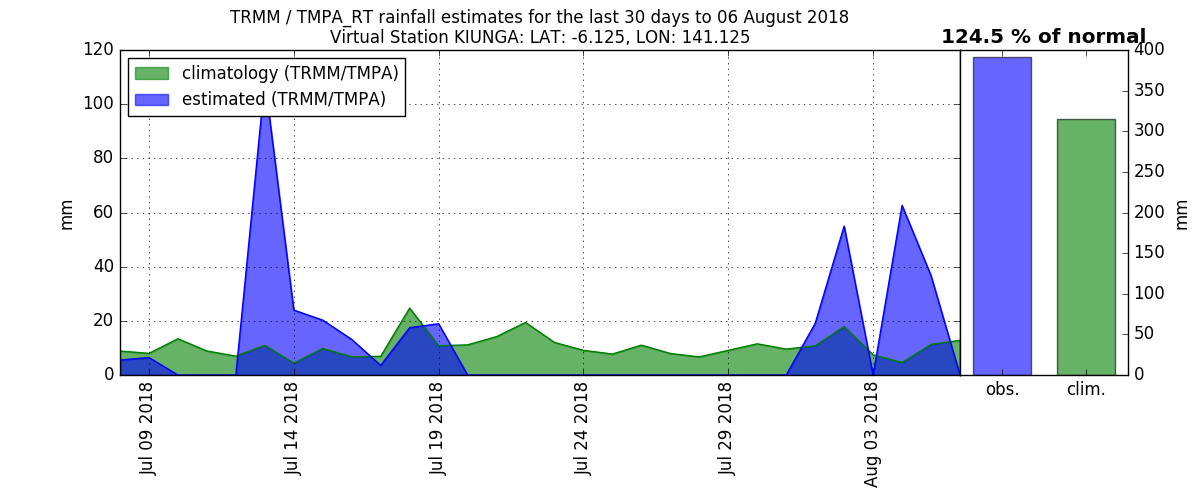 TRMM / TMPA_RT rainfall estimates for the last 30 days to 06 August 2018
Virtual Station KIUNGA: LAT: -6.125, LON: 141.125
124.5 % of normal
climatology (TRMM/TMPA)
estimated (TRMM/TMPA)
120
100
80
60
40
20
0
mm
Jul 09 2018
Jul 14 2018
Jul 19 2018
Jul 24 2018
Jul 29 2018
Aug 03 2018
obs.
clim.
400
350
300
250
200
150
100
50
0
mm